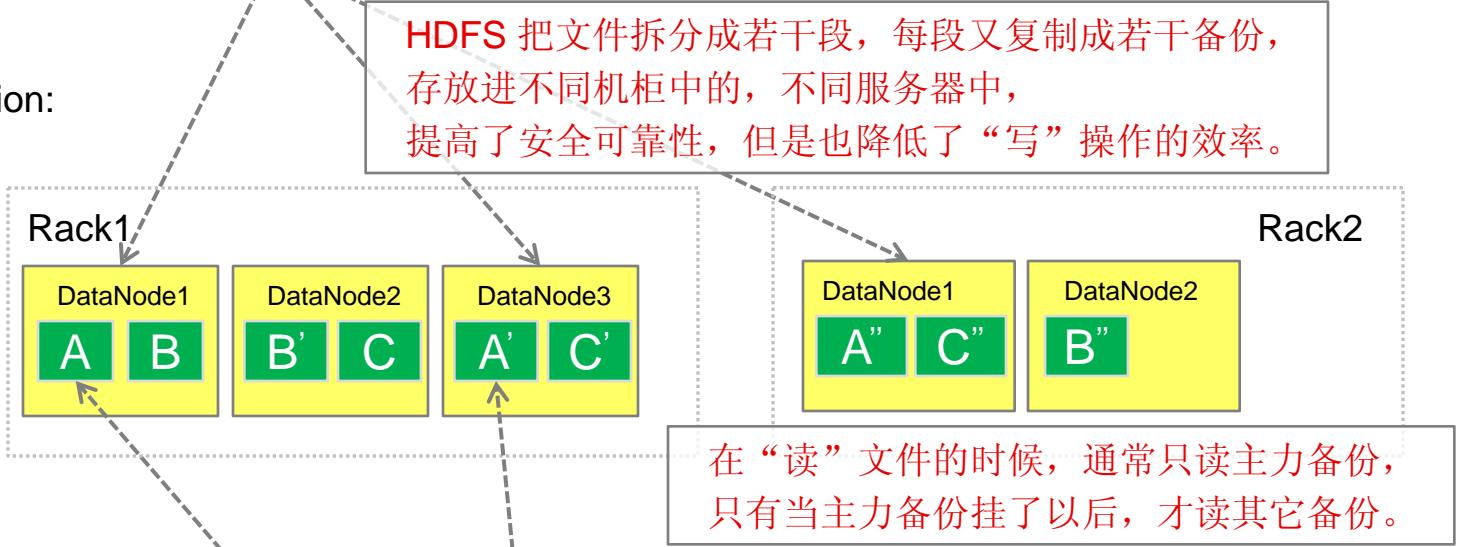 HDFS 把文件拆分成若干段，每段又复制成若干备份，
存放进不同机柜中的，不同服务器中，
提高了安全可靠性，但是也降低了“写”操作的效率。
ion:
Rack1
Rack2
DataNode1
DataNode2
DataNode3
DataNode1
DataNode2
A
B
B’
C
A’
C’
A”
C”
B”
在“读”文件的时候，通常只读主力备份，
只有当主力备份挂了以后，才读其它备份。